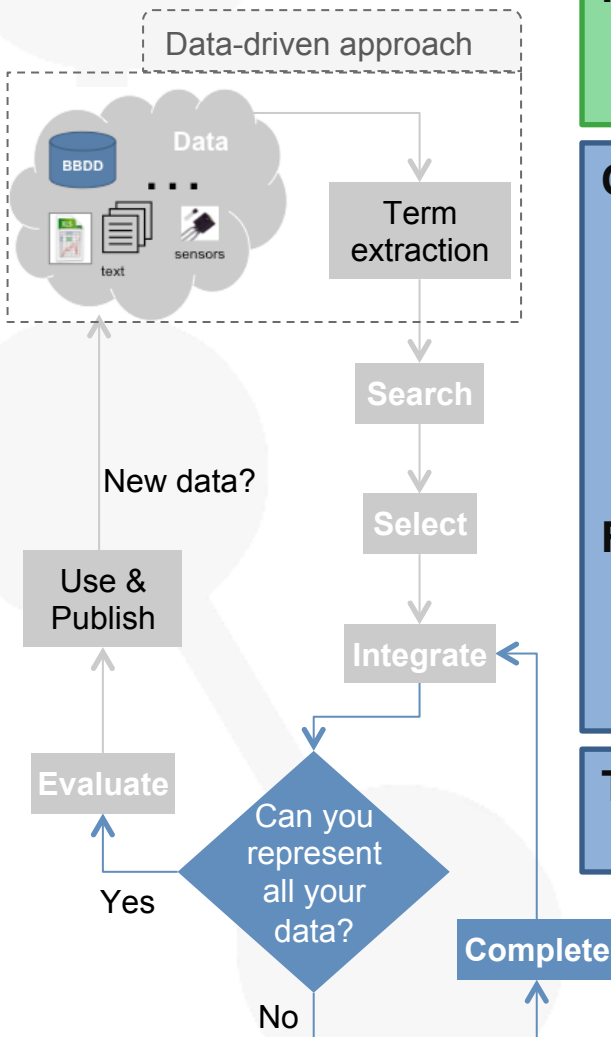 Data-driven approach
Data
BBDD
...
text
sensors
Term
extraction
Search
Select
Integrate
New data?
Use &
Publish
Evaluate
Can you
represent
all your
data?
Yes
Complete
No